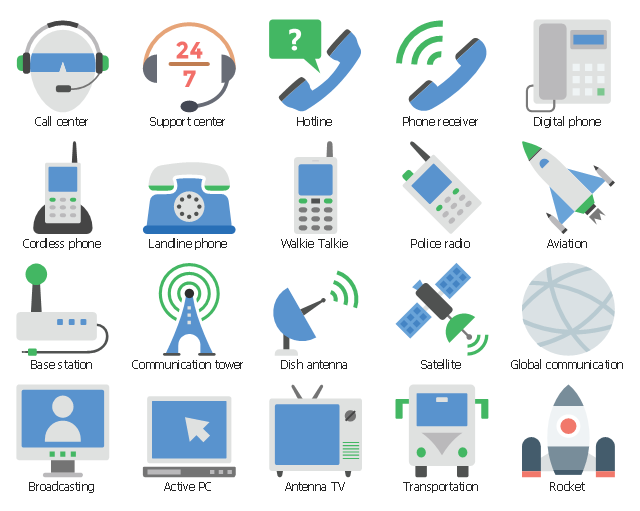 24
7
?
Call center
Support center
Hotline
Phone receiver
Digital phone
Cordless phone
Landline phone
Walkie Talkie
Police radio
Aviation
Base station
Communication tower
Dish antenna
Satellite
Global communication
Broadcasting
Active PC
Antenna TV
Transportation
Rocket